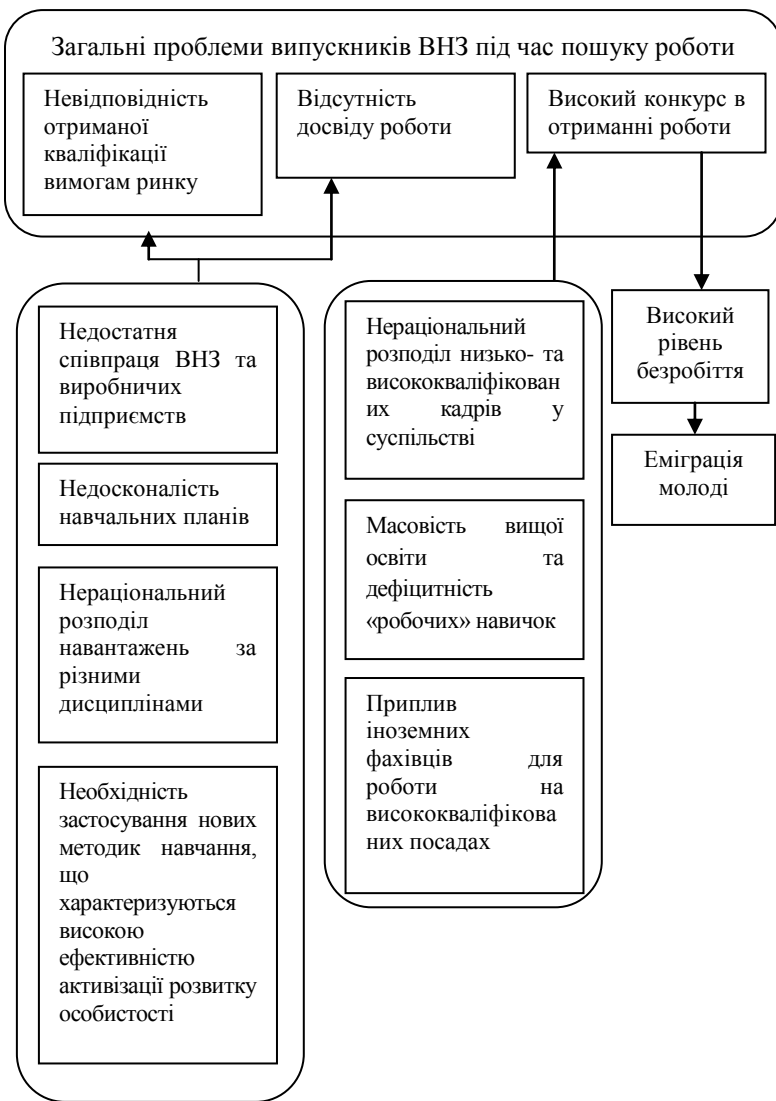 Загальні проблеми випускників ВНЗ під час пошуку роботи
Невідповідність
отриманої
кваліфікації
вимогам ринку
Відсутність
досвіду роботи
Високий конкурс в
отриманні роботи
Недостатня
співпраця ВНЗ та
виробничих
підприємств
Недосконалість
навчальних планів
Нераціональний
розподіл
навантажень за
різними
дисциплінами
Необхідність
застосування нових
методик навчання,
що
характеризуються
високою
ефективністю
активізації розвитку
особистості
Нераціональний
розподіл низько- та
висококваліфікован
их кадрів у
суспільстві
Масовість вищої
освіти та
дефіцитність
«робочих» навичок
Приплив
іноземних
фахівців для
роботи на
висококваліфікова
них посадах
Високий
рівень
безробіття
Еміграція
молоді